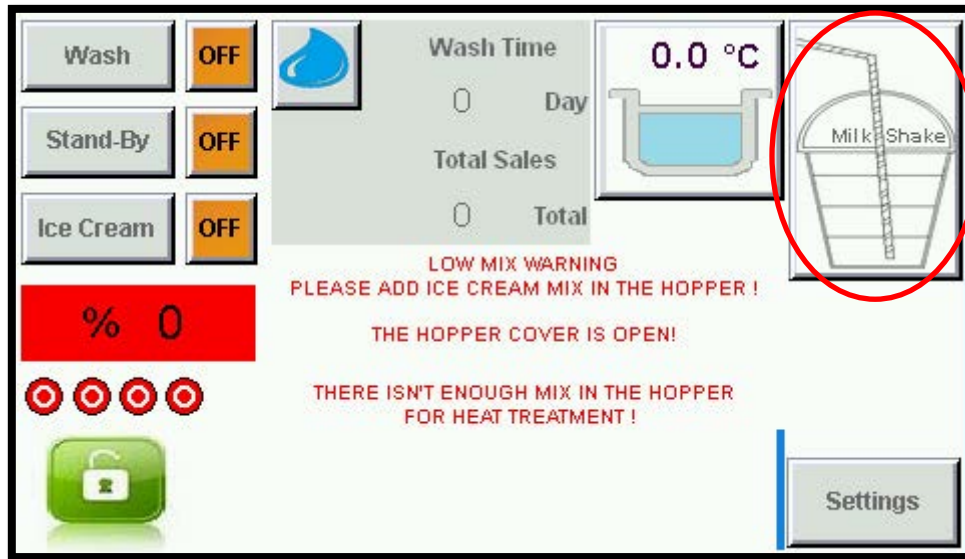 Wash OFF
Stand-By OFF
Ice Cream OFF
% 0
Wash Time
0 Day
Total Sales
0 Total
0.0 °C
Milk Shake
LOW MIX WARNING
PLEASE ADD ICE CREAM MIX IN THE HOPPER !
THE HOPPER COVER IS OPEN!
THERE ISN'T ENOUGH MIX IN THE HOPPER
FOR HEAT TREATMENT !
Settings